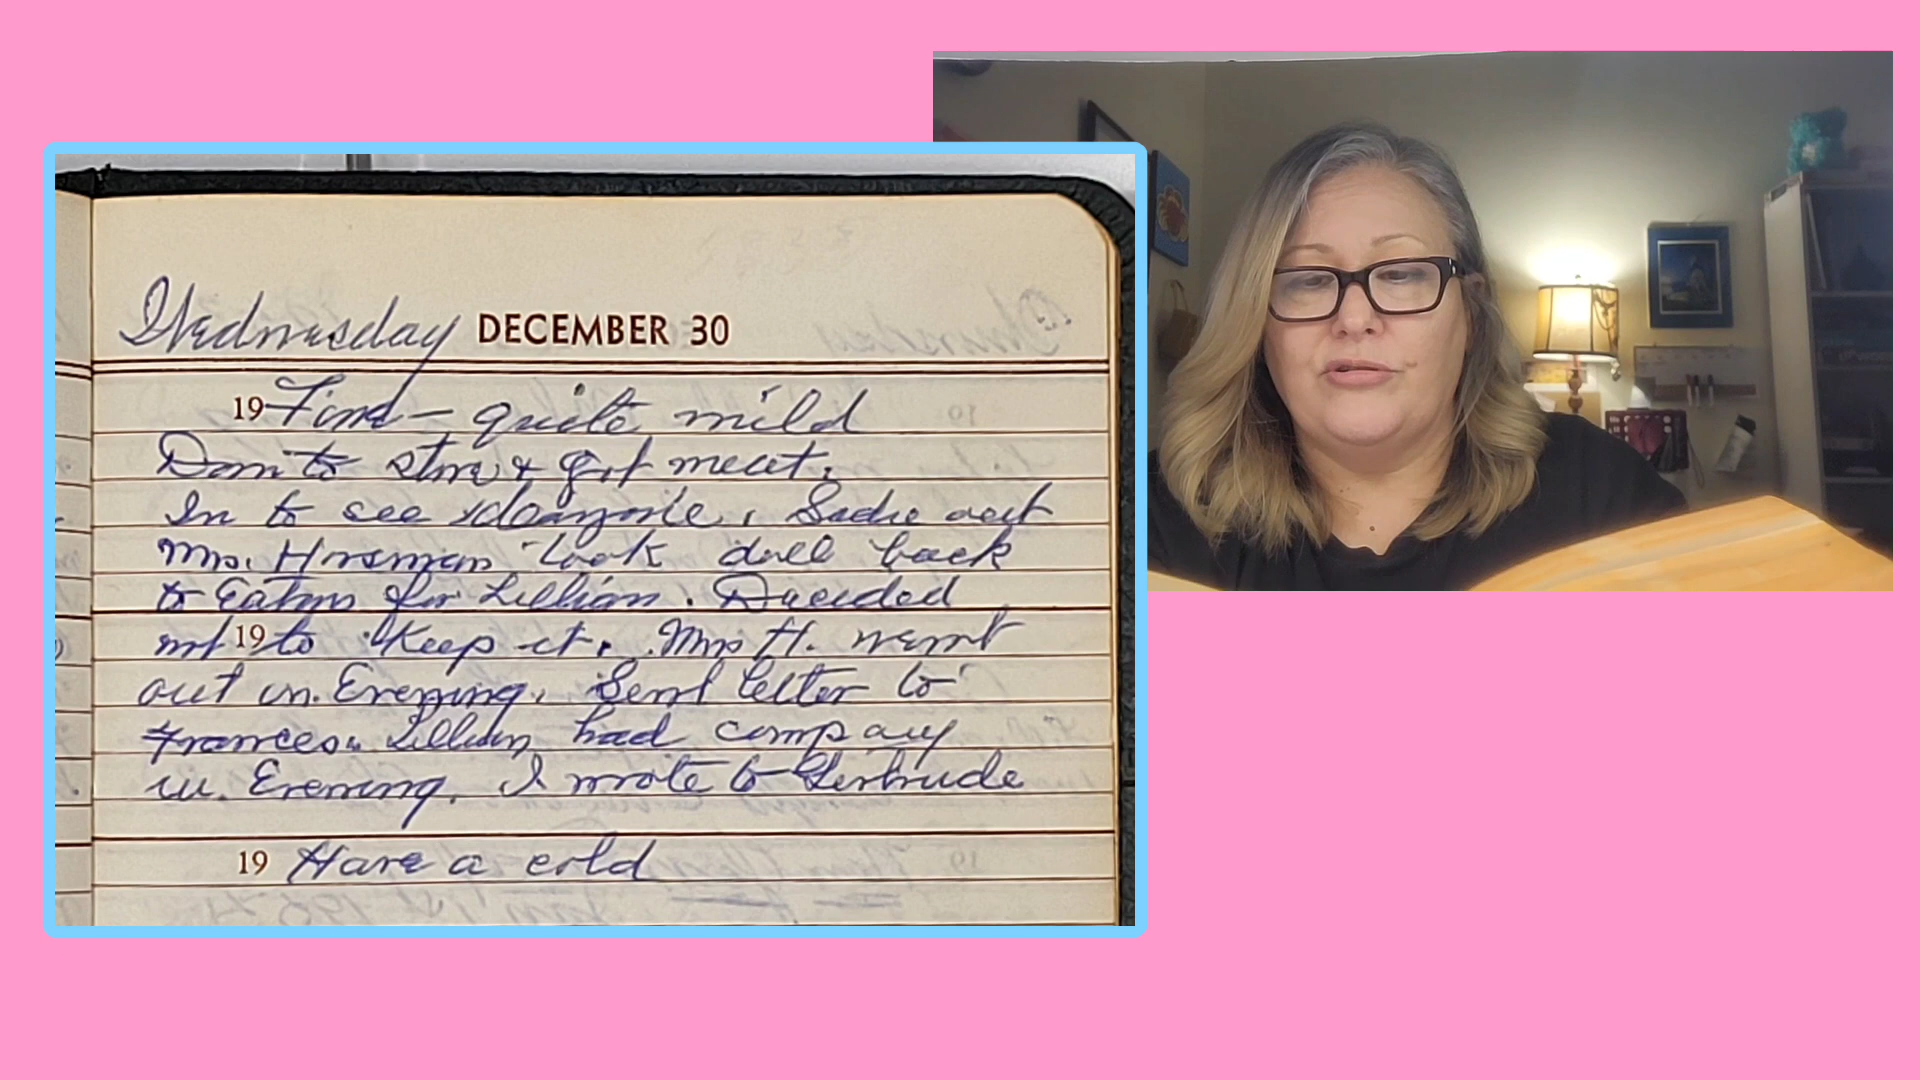 Wednesday DECEMBER 30
19 Fine – quite mild
Down to store & got meat.
In to see . Sadie out
Mrs. Horsman took doll back
to Eatons for Lillian. Decided
not 19 to keep it. Mrs H. went
out in Evening. Sent letter to
Frances. Lillian had company
in Evening. I wrote to Gertrude
19 Have a cold